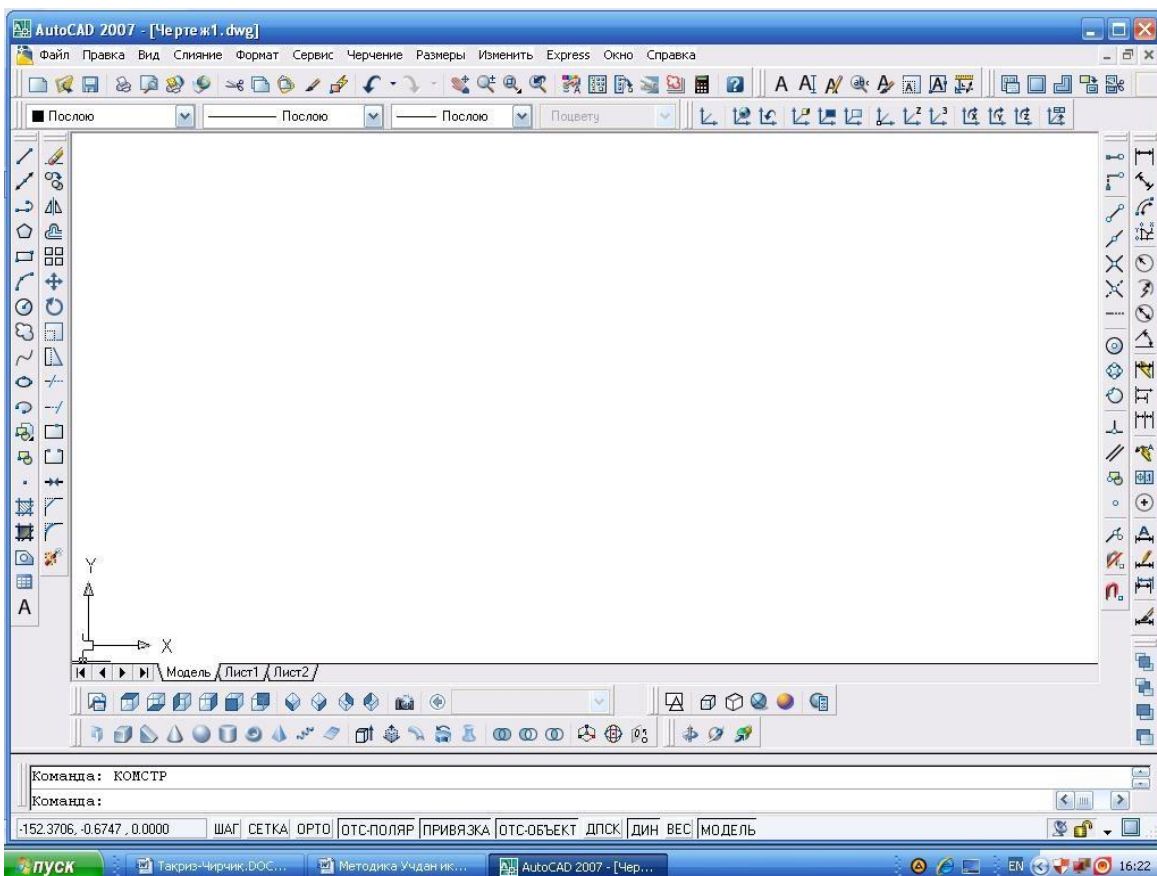 AutoCAD 2007 - [Чертеж1.dwg]
Файл Правка Вид Слияние Формат Сервис Черчение Размеры Изменить Express Окно Справка
Послою Послою Послою Поцвету
Y
X
Модель Лист1 Лист2
Команда: КОМСТР
Команда:
-152.3706, -0.6747 , 0.0000 ШАГ СЕТКА ОРТО ОТС-ПОЛЯР ПРИВЯЗКА ОТС-ОБЪЕКТ ДПСК ДИН ВЕС МОДЕЛЬ
пуск Такриз-Чирчик.DOC... Методика Учдан ик... AutoCAD 2007 - [Чер... EN 16:22